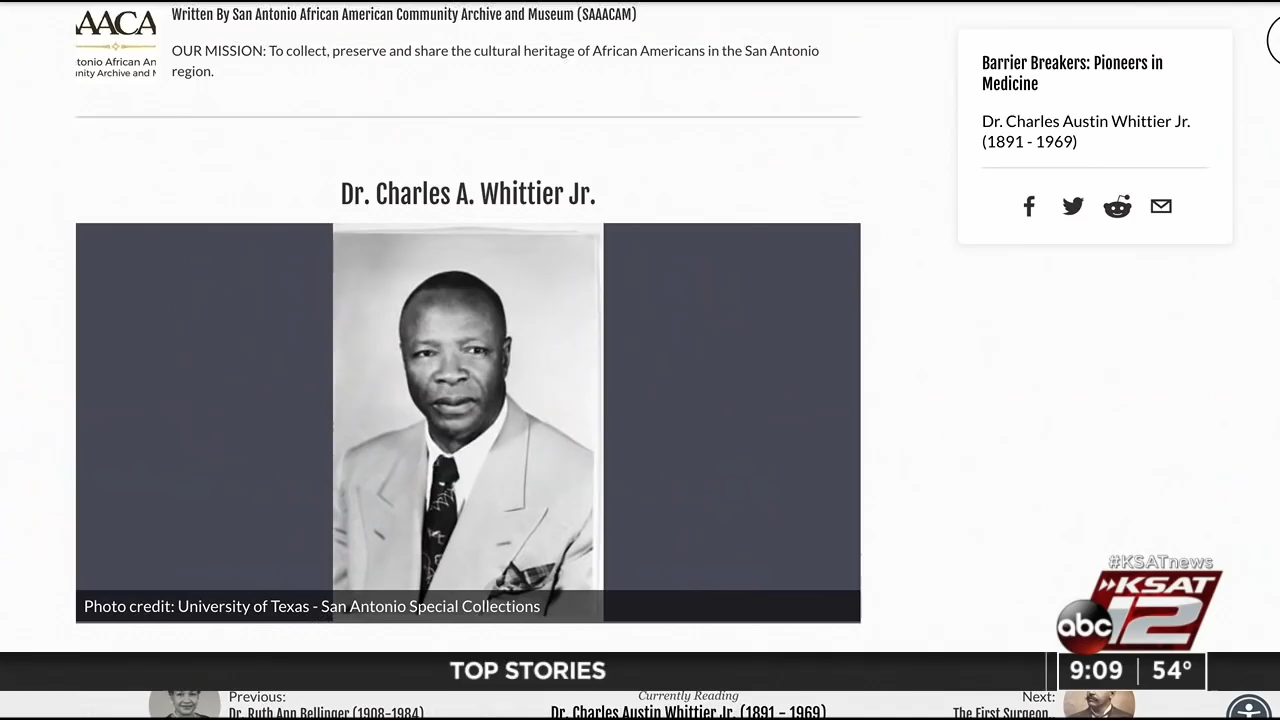 AACA
tonio African An
Written By San Antonio African American Community Archive and Museum (SAAACAM)
OUR MISSION: To collect, preserve and share the cultural heritage of African Americans in the San Antonio
region.
Barrier Breakers: Pioneers in
Medicine
Dr. Charles Austin Whittier Jr.
(1891 - 1969)
Dr. Charles A. Whittier Jr.
Photo credit: University of Texas - San Antonio Special Collections
#KSATnews
KSAT
abc 12
TOP STORIES
9:09 54°
Previous:
Dr. Ruth Ann Bellinger (1908-1984)
Currently Reading
Dr. Charles Austin Whittier Jr. (1891 - 1969)
Next:
The First Surgeon..